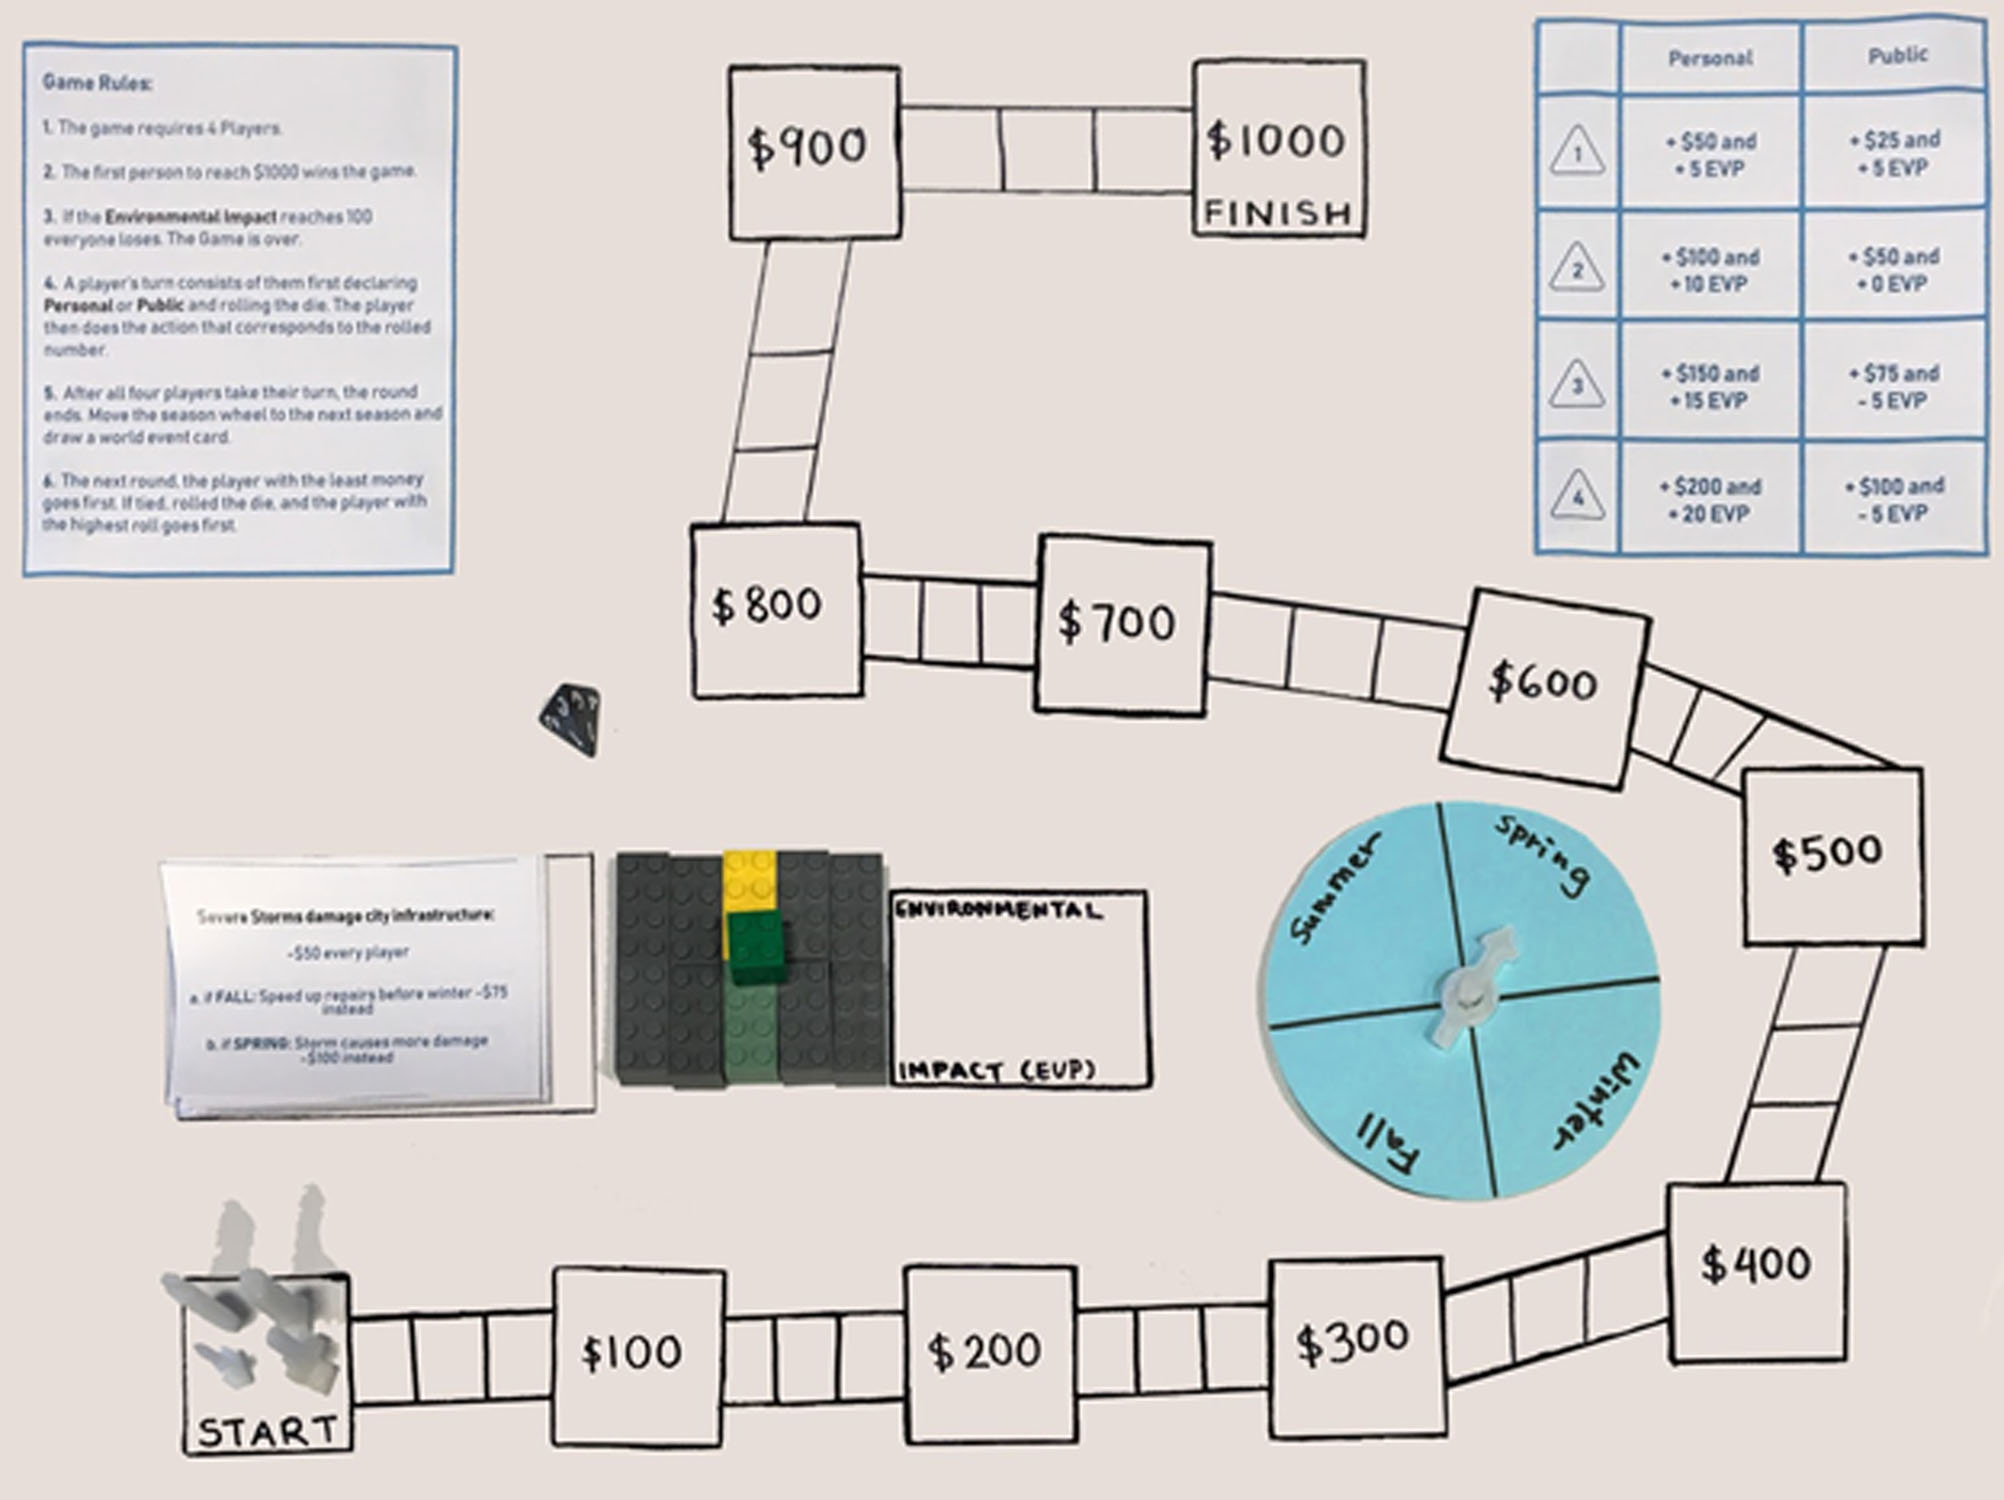 Game Rules:
1. The game requires 4 Players.
2. The first person to reach $1000 wins the game.
3. If the Environmental Impact reaches 100
everyone loses. The Game is over.
4. A player's turn consists of them first declaring
Personal or Public and rolling the die. The player
then does the action that corresponds to the rolled
number.
5. After all four players take their turn, the round
ends. Move the season wheel to the next season and
draw a world event card.
6. The next round, the player with the least money
goes first. If tied, rolled the die, and the player with
the highest roll goes first.
$900
$1000
FINISH
Personal Public
1 + $50 and + $25 and
+ 5 EVP + 5 EVP
2 + $100 and + $50 and
+ 10 EVP + 0 EVP
3 + $150 and + $75 and
+ 15 EVP - 5 EVP
4 + $200 and + $100 and
+ 20 EVP - 5 EVP
$800
$700
$600
$500
Severe Storms damage city infrastructure:
-$50 every player
a. if FALL: Speed up repairs before winter -$75
instead
b. if SPRING: Storm causes more damage
-$100 instead
ENVIRONMENTAL
IMPACT (EVP)
Summer
Spring
Fall
Winter
$400
START
$100
$200
$300